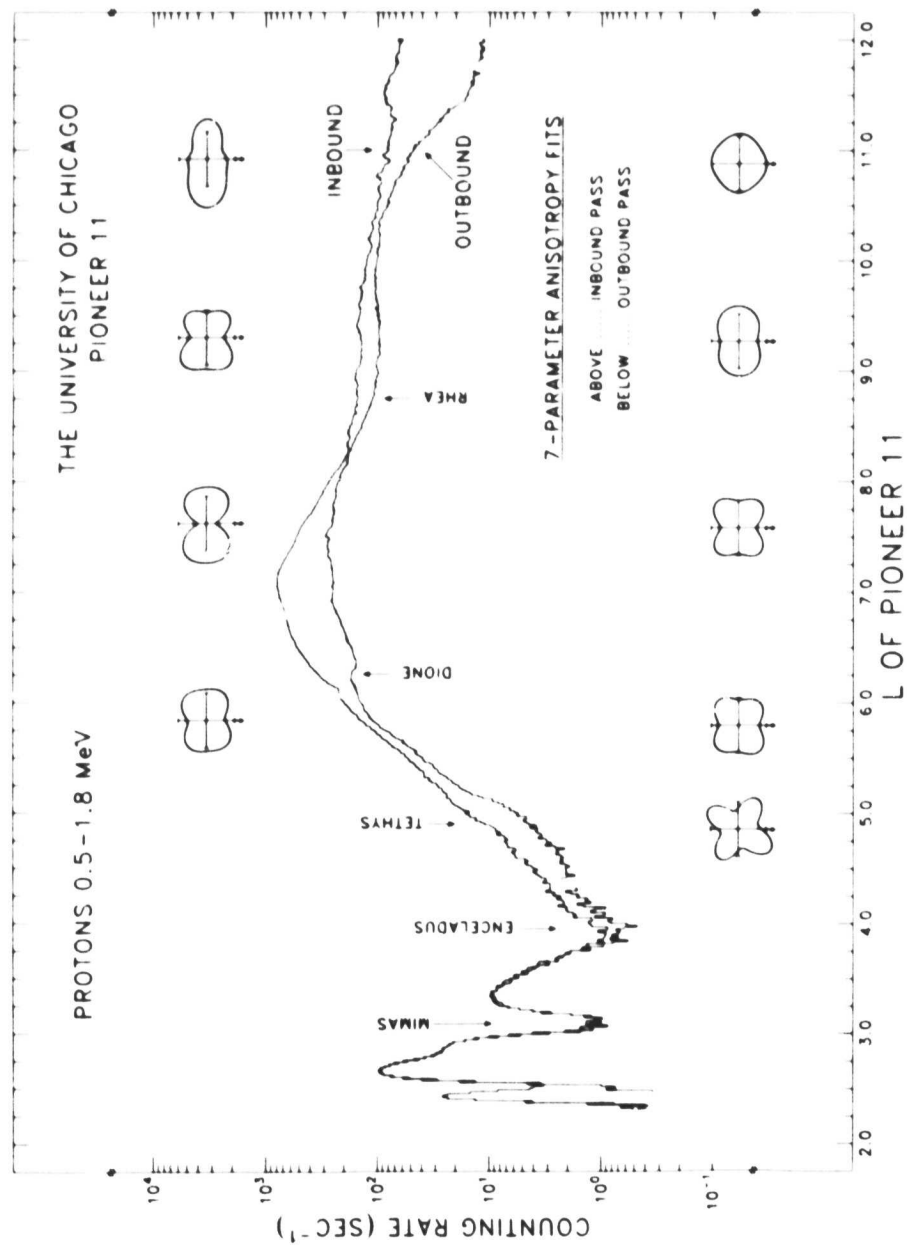 THE UNIVERSITY OF CHICAGO
PIONEER 11
PROTONS 0.5-1.8 MeV
INBOUND
OUTBOUND
RHEA
DIONE
TETHYS
ENCELADUS
MIMAS
7-PARAMETER ANISOTROPY FITS
ABOVE ..... INBOUND PASS
BELOW ..... OUTBOUND PASS
COUNTING RATE (SEC⁻¹)
10⁴
10³
10²
10¹
10⁰
10⁻¹
2.0 3.0 4.0 5.0 6.0 7.0 8.0 9.0 10.0 11.0 12.0
L OF PIONEER 11